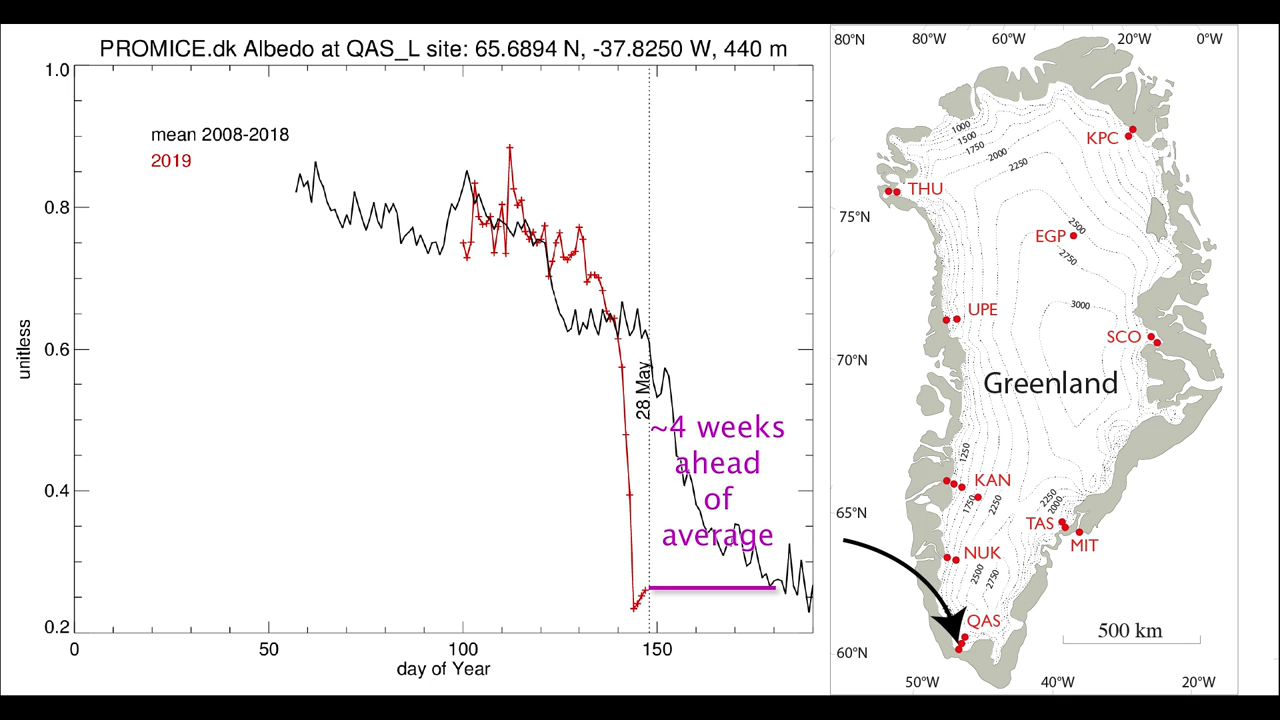 PROMICE.dk Albedo at QAS_L site: 65.6894 N, -37.8250 W, 440 m
1.0
0.8
0.6
0.4
0.2
unitless
mean 2008-2018
2019
28 May
~4 weeks
ahead
of
average
0
50
100
150
day of Year
80°N
80°W
60°W
20°W
0°W
75°N
70°N
65°N
60°N
50°W
40°W
20°W
1000
1500
1750
2000
2250
KPC
THU
EGP
2500
2750
3000
UPE
SCO
Greenland
1250
KAN
1750
2250
2250
2000
TAS
MIT
NUK
2500
2750
QAS
500 km